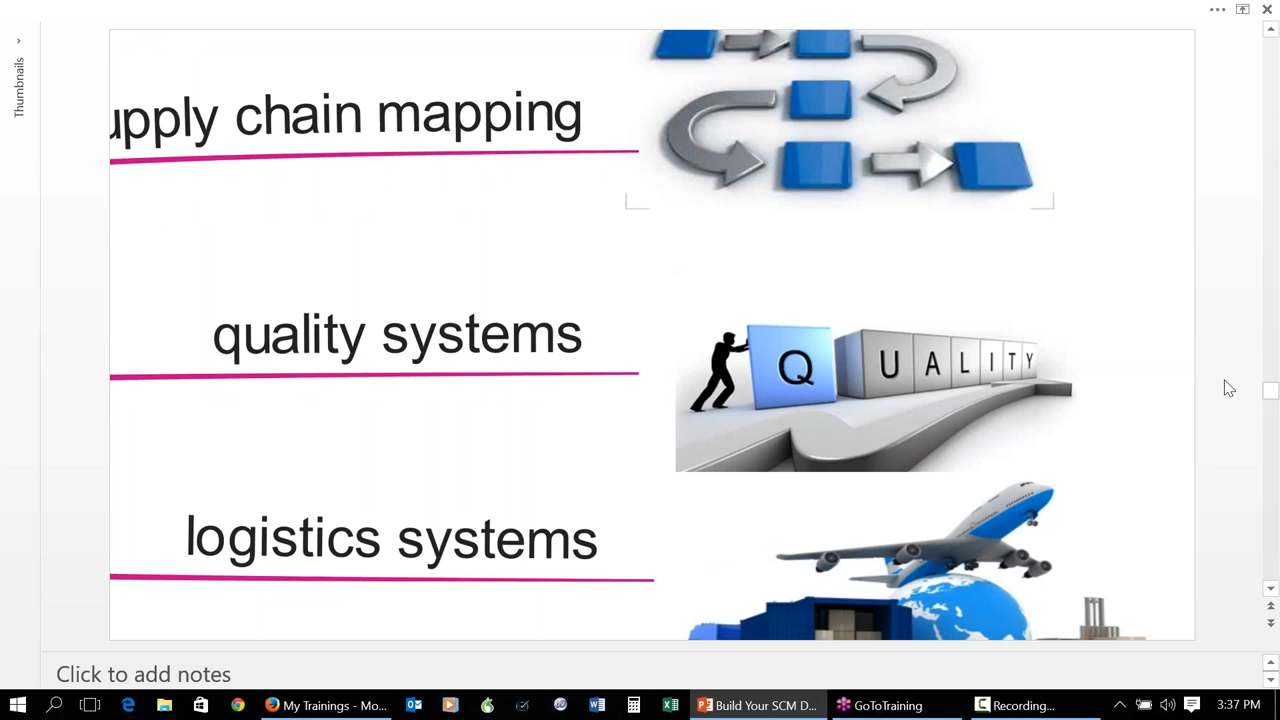 Thumbnails
upply chain mapping
quality systems
Q U A L I T Y
logistics systems
Click to add notes
My Trainings - Mo...
Build Your SCM D...
GoToTraining
Recording...
3:37 PM